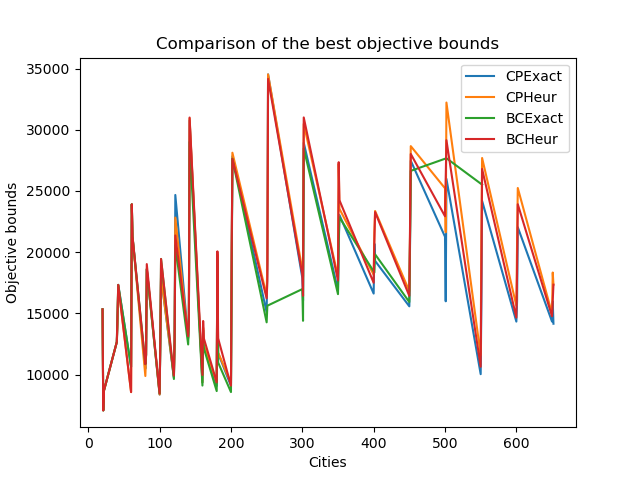 Comparison of the best objective bounds
35000
30000
25000
20000
15000
10000
Objective bounds
CPExact
CPHeur
BCExact
BCHeur
0 100 200 300 400 500 600
Cities